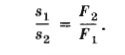 s₁/s₂ = F₂/F₁.